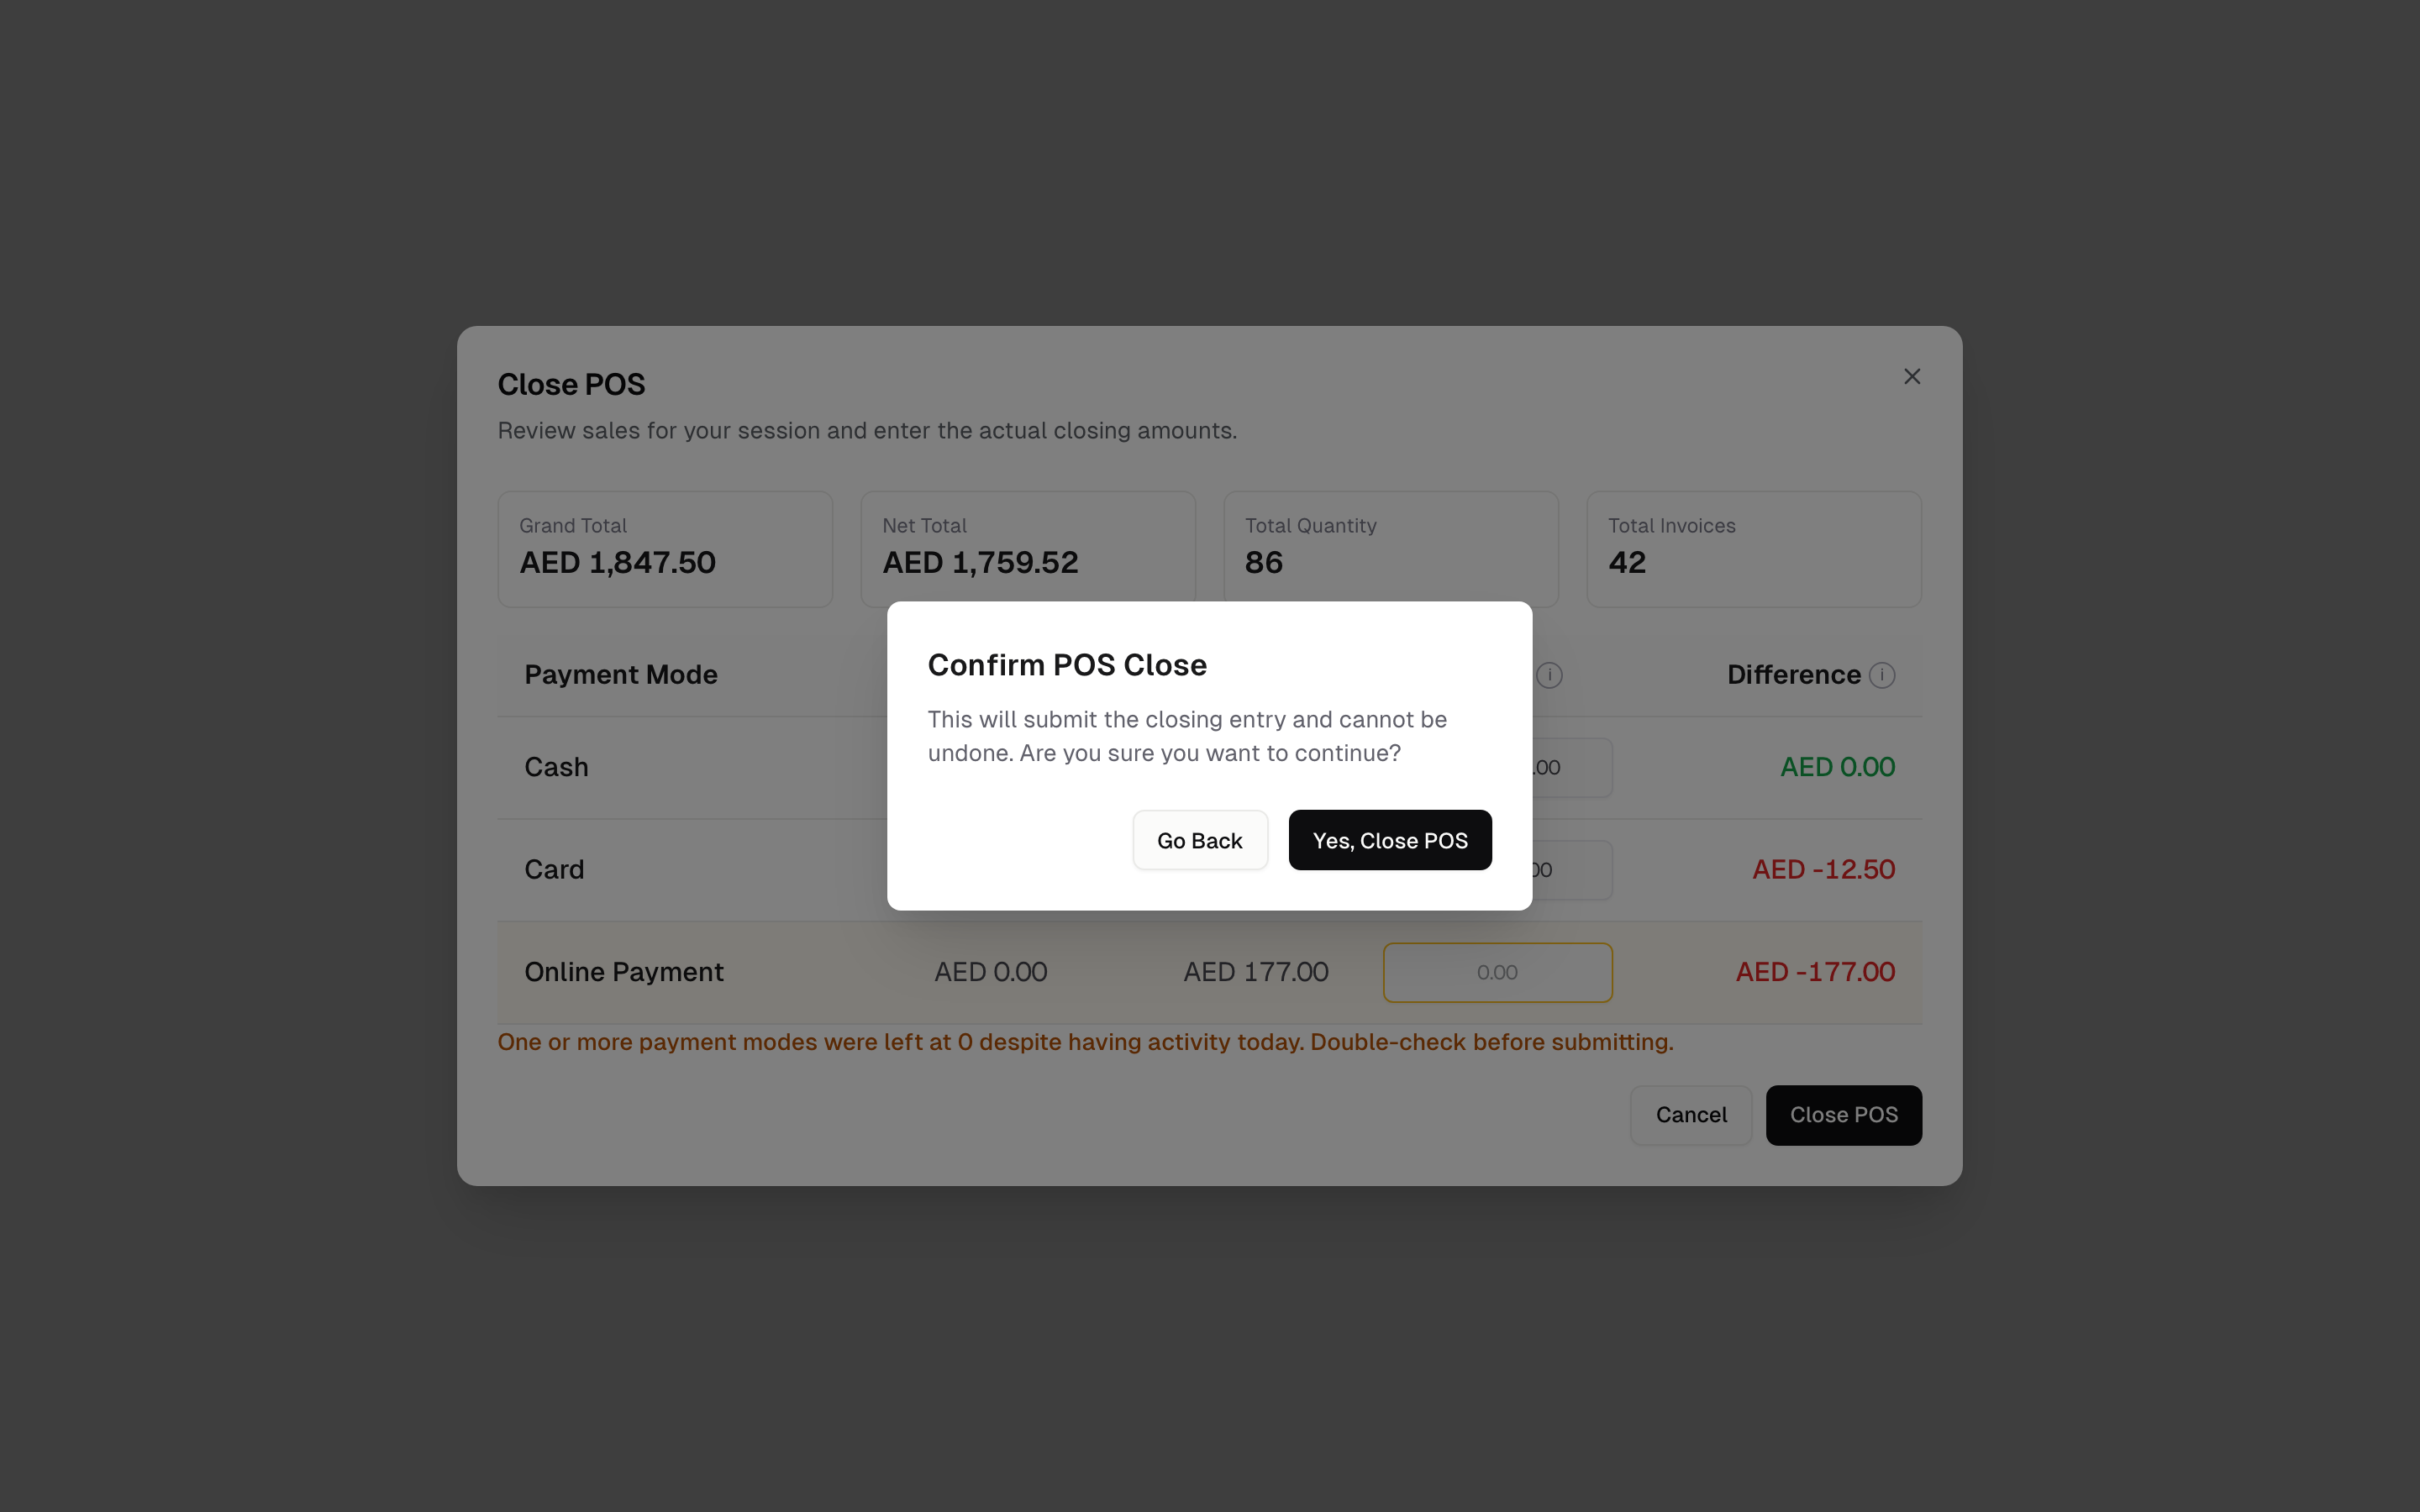 Close POS
Review sales for your session and enter the actual closing amounts.
Grand Total
AED 1,847.50
Net Total
AED 1,759.52
Total Quantity
86
Total Invoices
42
Payment Mode
Difference
Cash
.00
AED 0.00
Card
AED -12.50
Confirm POS Close
This will submit the closing entry and cannot be
undone. Are you sure you want to continue?
Go Back
Yes, Close POS
Online Payment
AED 0.00
AED 177.00
0.00
AED -177.00
One or more payment modes were left at 0 despite having activity today. Double-check before submitting.
Cancel
Close POS